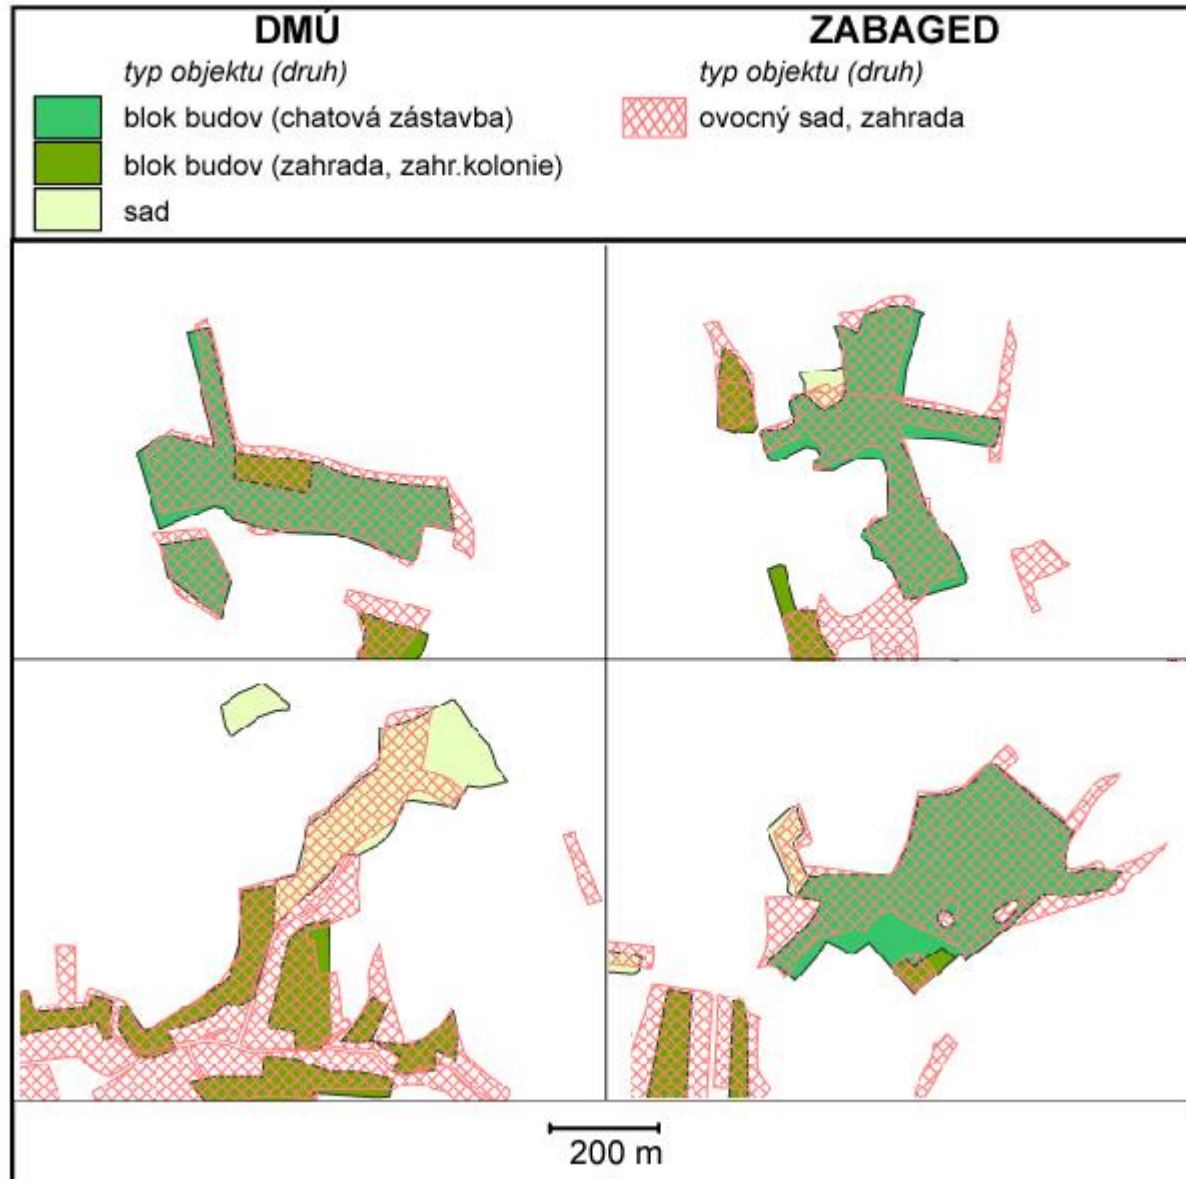 DMÚ
typ objektu (druh)
blok budov (chatová zástavba)
blok budov (zahrada, zahr.kolonie)
sad
ZABAGED
typ objektu (druh)
ovocný sad, zahrada
200 m